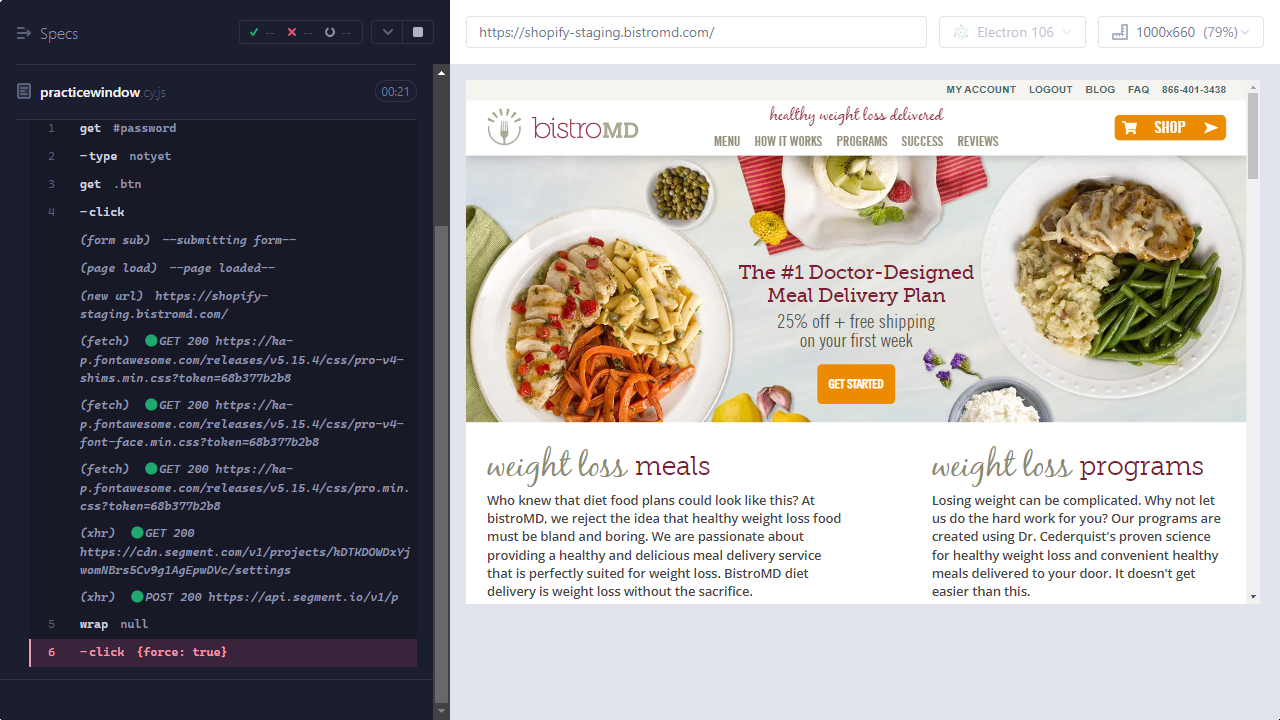 Specs
-- -- --
practicewindow.cy.js
00:21
1 get #password
2 -type notyet
3 get .btn
4 -click
(form sub) --submitting form--
(page load) --page loaded--
(new url) https://shopify-
staging.bistromd.com/
(fetch) GET 200 https://ka-
p.fontawesome.com/releases/v5.15.4/css/pro-v4-
shims.min.css?token=68b377b2b8
(fetch) GET 200 https://ka-
p.fontawesome.com/releases/v5.15.4/css/pro-v4-
font-face.min.css?token=68b377b2b8
(fetch) GET 200 https://ka-
p.fontawesome.com/releases/v5.15.4/css/pro.min.
css?token=68b377b2b8
(xhr) GET 200
https://cdn.segment.com/v1/projects/kDTKDOWDxYj
womNBrs5Cv9g1AgEpwDVc/settings
(xhr) POST 200 https://api.segment.io/v1/p
5 wrap null
6 -click {force: true}
https://shopify-staging.bistromd.com/
Electron 106
1000x660 (79%)
MY ACCOUNT LOGOUT BLOG FAQ 866-401-3438
bistroMD
healthy weight loss delivered
MENU HOW IT WORKS PROGRAMS SUCCESS REVIEWS
SHOP
The #1 Doctor-Designed
Meal Delivery Plan
25% off + free shipping
on your first week
GET STARTED
weight loss meals
Who knew that diet food plans could look like this? At
bistroMD, we reject the idea that healthy weight loss food
must be bland and boring. We are passionate about
providing a healthy and delicious meal delivery service
that is perfectly suited for weight loss. BistroMD diet
delivery is weight loss without the sacrifice.
weight loss programs
Losing weight can be complicated. Why not let
us do the hard work for you? Our programs are
created using Dr. Cederquist's proven science
for healthy weight loss and convenient healthy
meals delivered to your door. It doesn't get
easier than this.